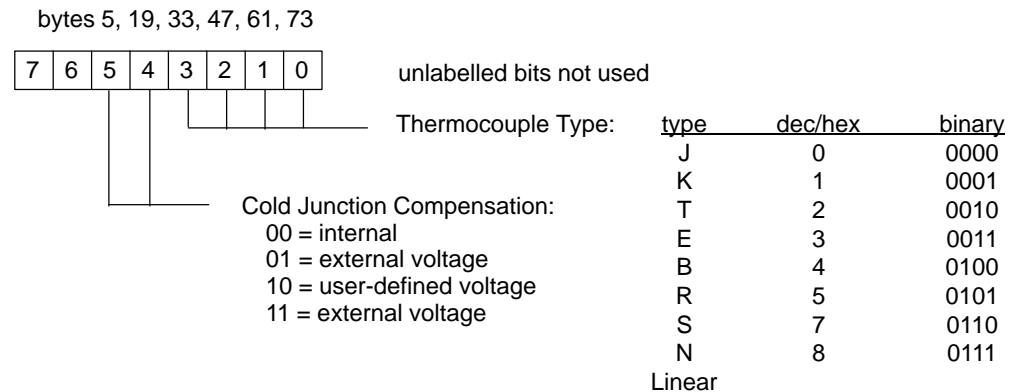 bytes 5, 19, 33, 47, 61, 73
7 6 5 4 3 2 1 0
unlabelled bits not used
Thermocouple Type: type dec/hex binary
J 0 0000
K 1 0001
T 2 0010
E 3 0011
B 4 0100
R 5 0101
S 7 0110
N 8 0111
Linear
Cold Junction Compensation:
00 = internal
01 = external voltage
10 = user-defined voltage
11 = external voltage